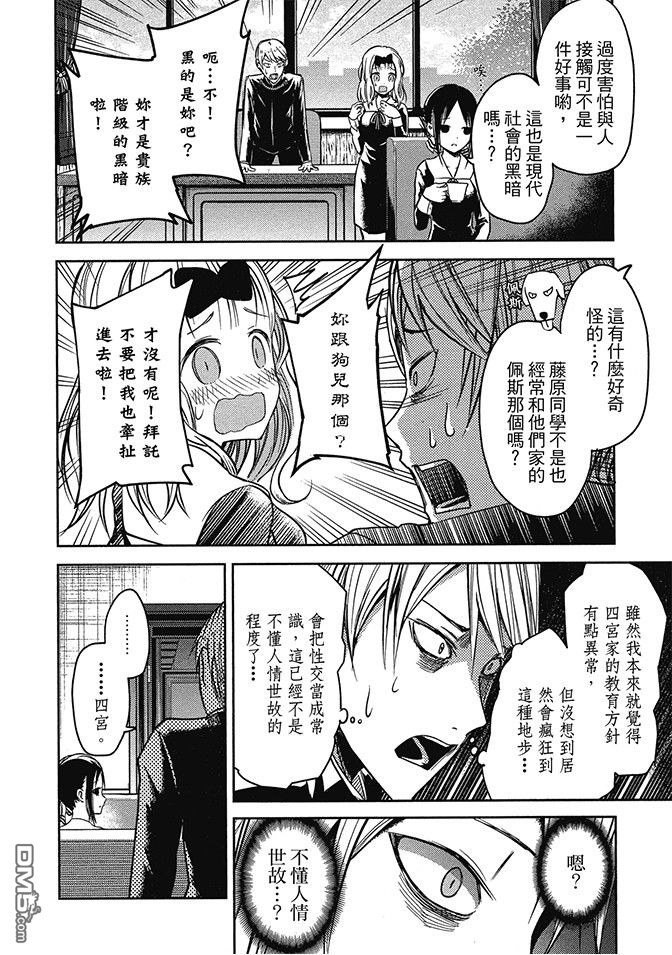 過度害怕與人
接觸可不是一
件好事喲，
唉…
這也是現代
社會的黑暗
嗎…？
呃…不！
黑的是妳吧？
妳才是貴族
階級的黑暗
啦！
這有什麼好奇
怪的…？
佩斯
藤原同學不是也
經常和他們家的
佩斯那個嗎？
妳跟狗兒那個？
才沒有呢！拜託
不要把我也牽扯
進去啦！
雖然我本來就覺得
四宮家的教育方針
有點異常，
但沒想到居
然會瘋狂到
這種地步…。
會把性交當成常
識，這已經不是
不懂人情世故的
程度了…
…
……
…四宮。
嗯？
不懂人情
世故…？
DM5.com